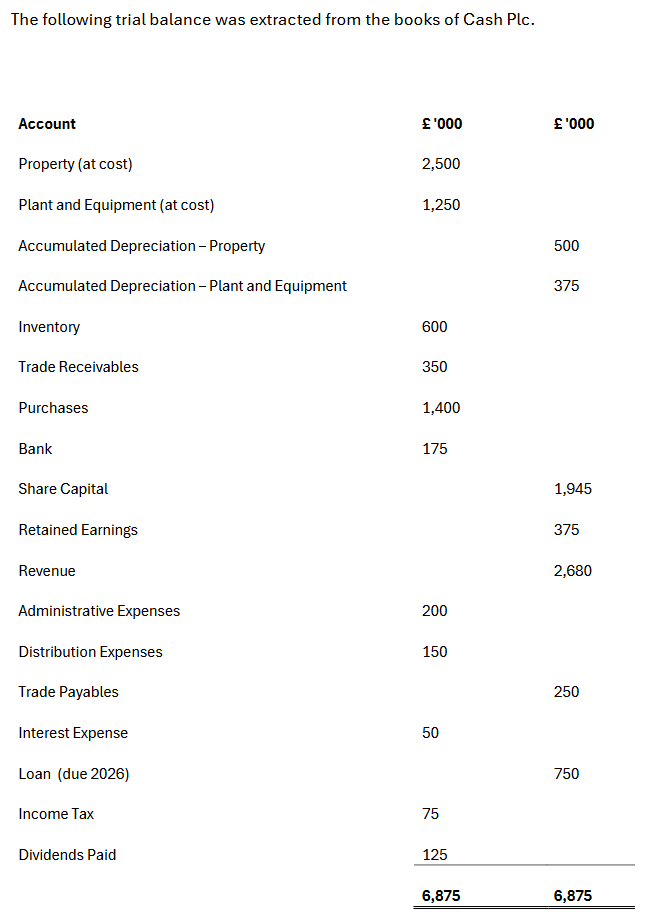 The following trial balance was extracted from the books of Cash Plc.
Account £ '000 £ '000
Property (at cost) 2,500
Plant and Equipment (at cost) 1,250
Accumulated Depreciation – Property 500
Accumulated Depreciation – Plant and Equipment 375
Inventory 600
Trade Receivables 350
Purchases 1,400
Bank 175
Share Capital 1,945
Retained Earnings 375
Revenue 2,680
Administrative Expenses 200
Distribution Expenses 150
Trade Payables 250
Interest Expense 50
Loan (due 2026) 750
Income Tax 75
Dividends Paid 125
6,875 6,875